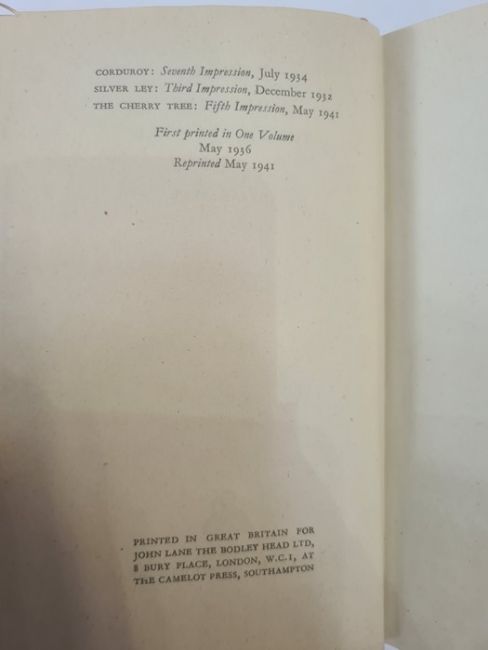 CORDUROY: Seventh Impression, July 1934
SILVER LEY: Third Impression, December 1932
THE CHERRY TREE: Fifth Impression, May 1941
First printed in One Volume
May 1936
Reprinted May 1941
PRINTED IN GREAT BRITAIN FOR
JOHN LANE THE BODLEY HEAD LTD,
8 BURY PLACE, LONDON, W.C.1, AT
THE CAMELOT PRESS, SOUTHAMPTON